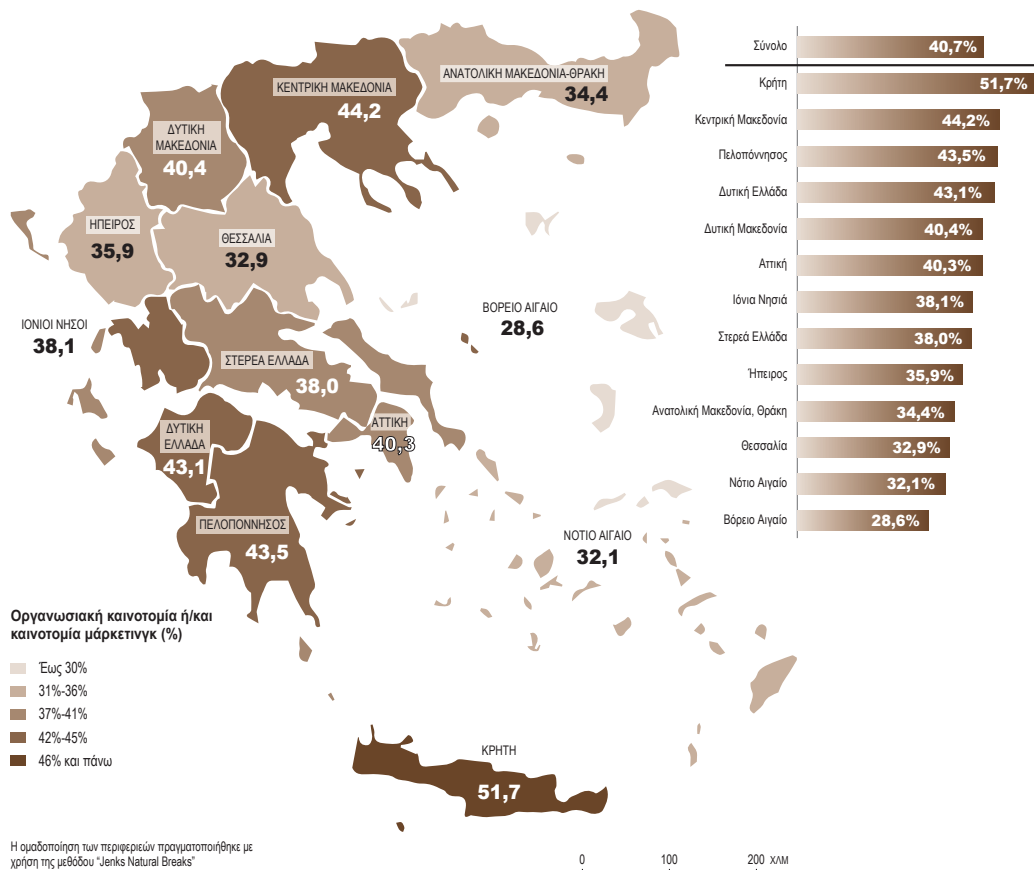 ΚΕΝΤΡΙΚΗ ΜΑΚΕΔΟΝΙΑ
44,2
ΑΝΑΤΟΛΙΚΗ ΜΑΚΕΔΟΝΙΑ-ΘΡΑΚΗ
34,4
ΔΥΤΙΚΗ
ΜΑΚΕΔΟΝΙΑ
40,4
ΗΠΕΙΡΟΣ
35,9
ΘΕΣΣΑΛΙΑ
32,9
ΙΟΝΙΟΙ ΝΗΣΟΙ
38,1
ΒΟΡΕΙΟ ΑΙΓΑΙΟ
28,6
ΣΤΕΡΕΑ ΕΛΛΑΔΑ
38,0
ΑΤΤΙΚΗ
40,3
ΔΥΤΙΚΗ
ΕΛΛΑΔΑ
43,1
ΠΕΛΟΠΟΝΝΗΣΟΣ
43,5
ΝΟΤΙΟ ΑΙΓΑΙΟ
32,1
ΚΡΗΤΗ
51,7
Οργανωσιακή καινοτομία ή/και
καινοτομία μάρκετινγκ (%)
Έως 30%
31%-36%
37%-41%
42%-45%
46% και πάνω
Η ομαδοποίηση των περιφερειών πραγματοποιήθηκε με
χρήση της μεθόδου "Jenks Natural Breaks"
0 100 200 ΧΛΜ
Σύνολο 40,7%
Κρήτη 51,7%
Κεντρική Μακεδονία 44,2%
Πελοπόννησος 43,5%
Δυτική Ελλάδα 43,1%
Δυτική Μακεδονία 40,4%
Αττική 40,3%
Ιόνια Νησιά 38,1%
Στερεά Ελλάδα 38,0%
Ήπειρος 35,9%
Ανατολική Μακεδονία, Θράκη 34,4%
Θεσσαλία 32,9%
Νότιο Αιγαίο 32,1%
Βόρειο Αιγαίο 28,6%